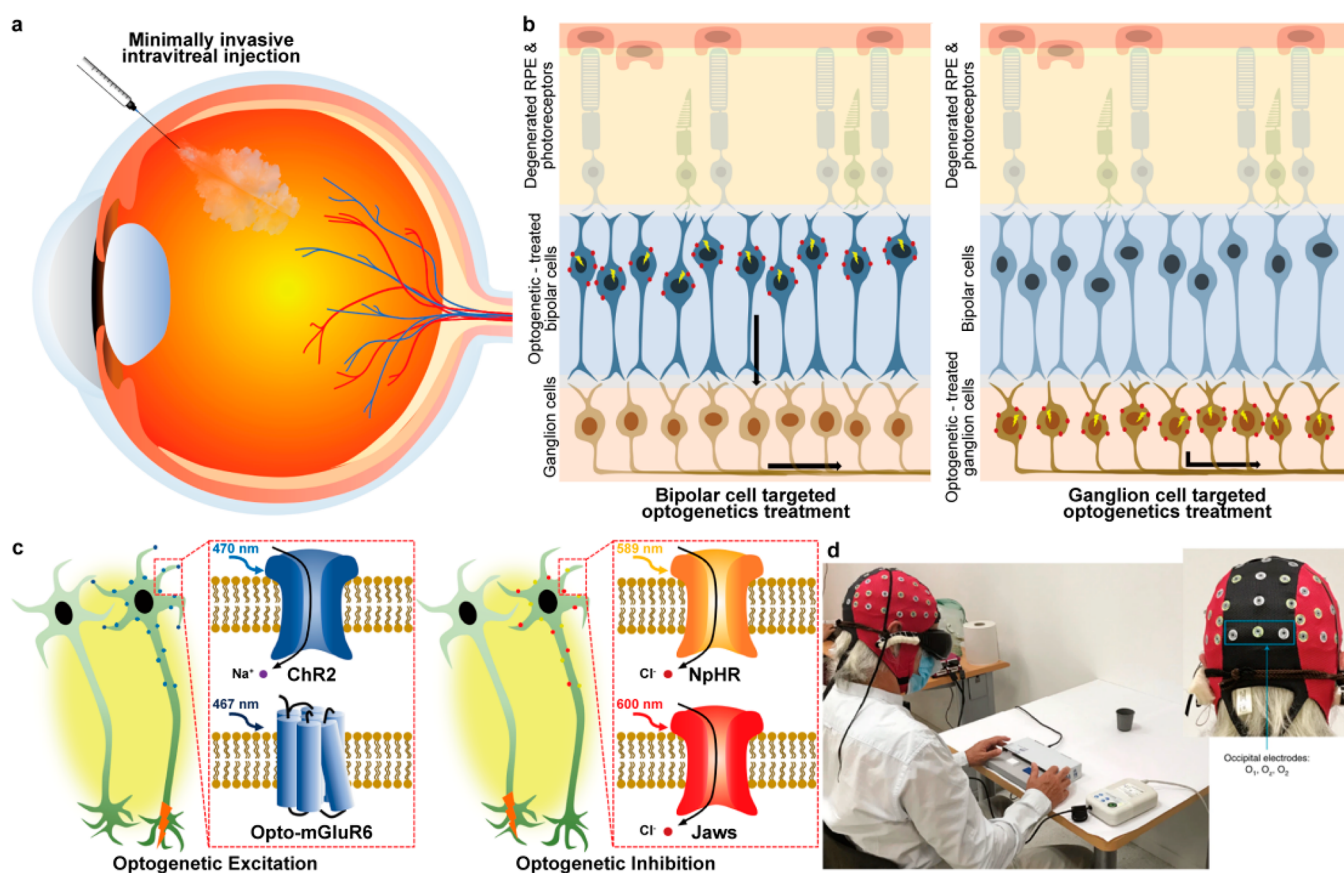 a
Minimally invasive
intravitreal injection
b
Degenerated RPE &
photoreceptors
Optogenetic - treated
bipolar cells
Ganglion cells
Bipolar cell targeted
optogenetics treatment
Degenerated RPE &
photoreceptors
Bipolar cells
Optogenetic - treated
ganglion cells
Ganglion cell targeted
optogenetics treatment
c
470 nm
Na⁺
ChR2
467 nm
Opto-mGluR6
Optogenetic Excitation
589 nm
Cl⁻
NpHR
600 nm
Cl⁻
Jaws
Optogenetic Inhibition
d
Occipital electrodes:
O₁, O_z, O₂